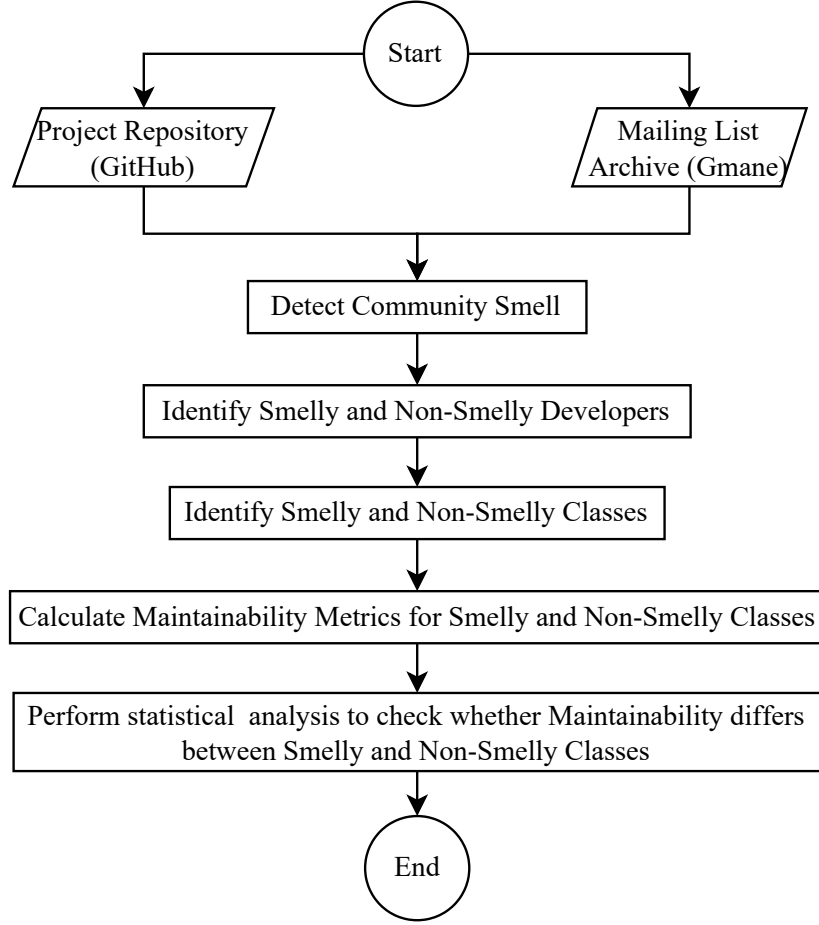 Start
Project Repository
(GitHub)
Mailing List
Archive (Gmane)
Detect Community Smell
Identify Smelly and Non-Smelly Developers
Identify Smelly and Non-Smelly Classes
Calculate Maintainability Metrics for Smelly and Non-Smelly Classes
Perform statistical  analysis to check whether Maintainability differs
between Smelly and Non-Smelly Classes
End